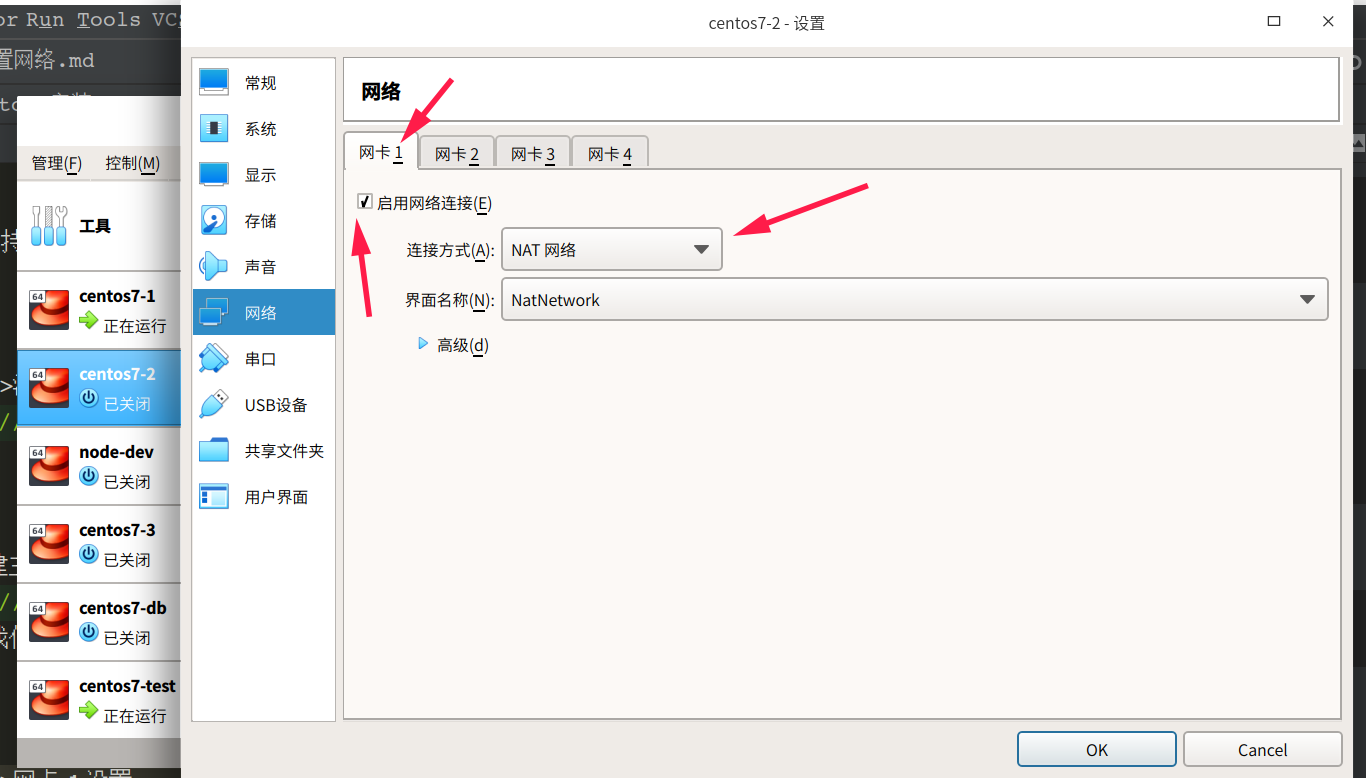 or Run Tools VCS
centos7-2 - 设置
置网络.md
网络
管理(F) 控制(M)
工具
centos7-1
正在运行
centos7-2
已关闭
node-dev
已关闭
centos7-3
已关闭
centos7-db
已关闭
centos7-test
正在运行
常规
系统
显示
存储
声音
网络
串口
USB设备
共享文件夹
用户界面
网卡 1 网卡 2 网卡 3 网卡 4
启用网络连接(E)
连接方式(A): NAT 网络
界面名称(N): NatNetwork
高级(d)
OK Cancel